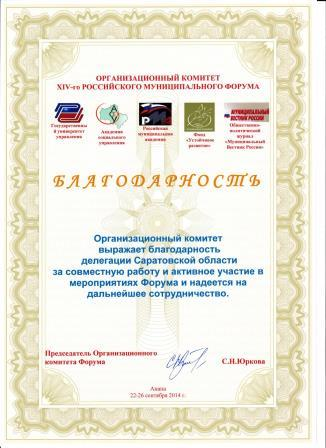 ОРГАНИЗАЦИОННЫЙ КОМИТЕТ
XIV-го РОССИЙСКОГО МУНИЦИПАЛЬНОГО ФОРУМА
РМ
МУНИЦИПАЛЬНЫЙ
ВЕСТНИК РОССИИ
Государственны
й университет
управления
Академия
социального
управления
Российская
муниципальная
академия
Фонд
«Устойчивое
развитие»
Общественно-
политический
журнал
«Муниципальный
Вестник России»
БЛАГОДАРНОСТЬ
Организационный комитет
выражает благодарность
делегации Саратовской области
за совместную работу и активное участие в
мероприятиях Форума и надеется на
дальнейшее сотрудничество.
Председатель Организационного
комитета Форума
С.Н.Юркова
Анапа
22-26 сентября 2014 г.